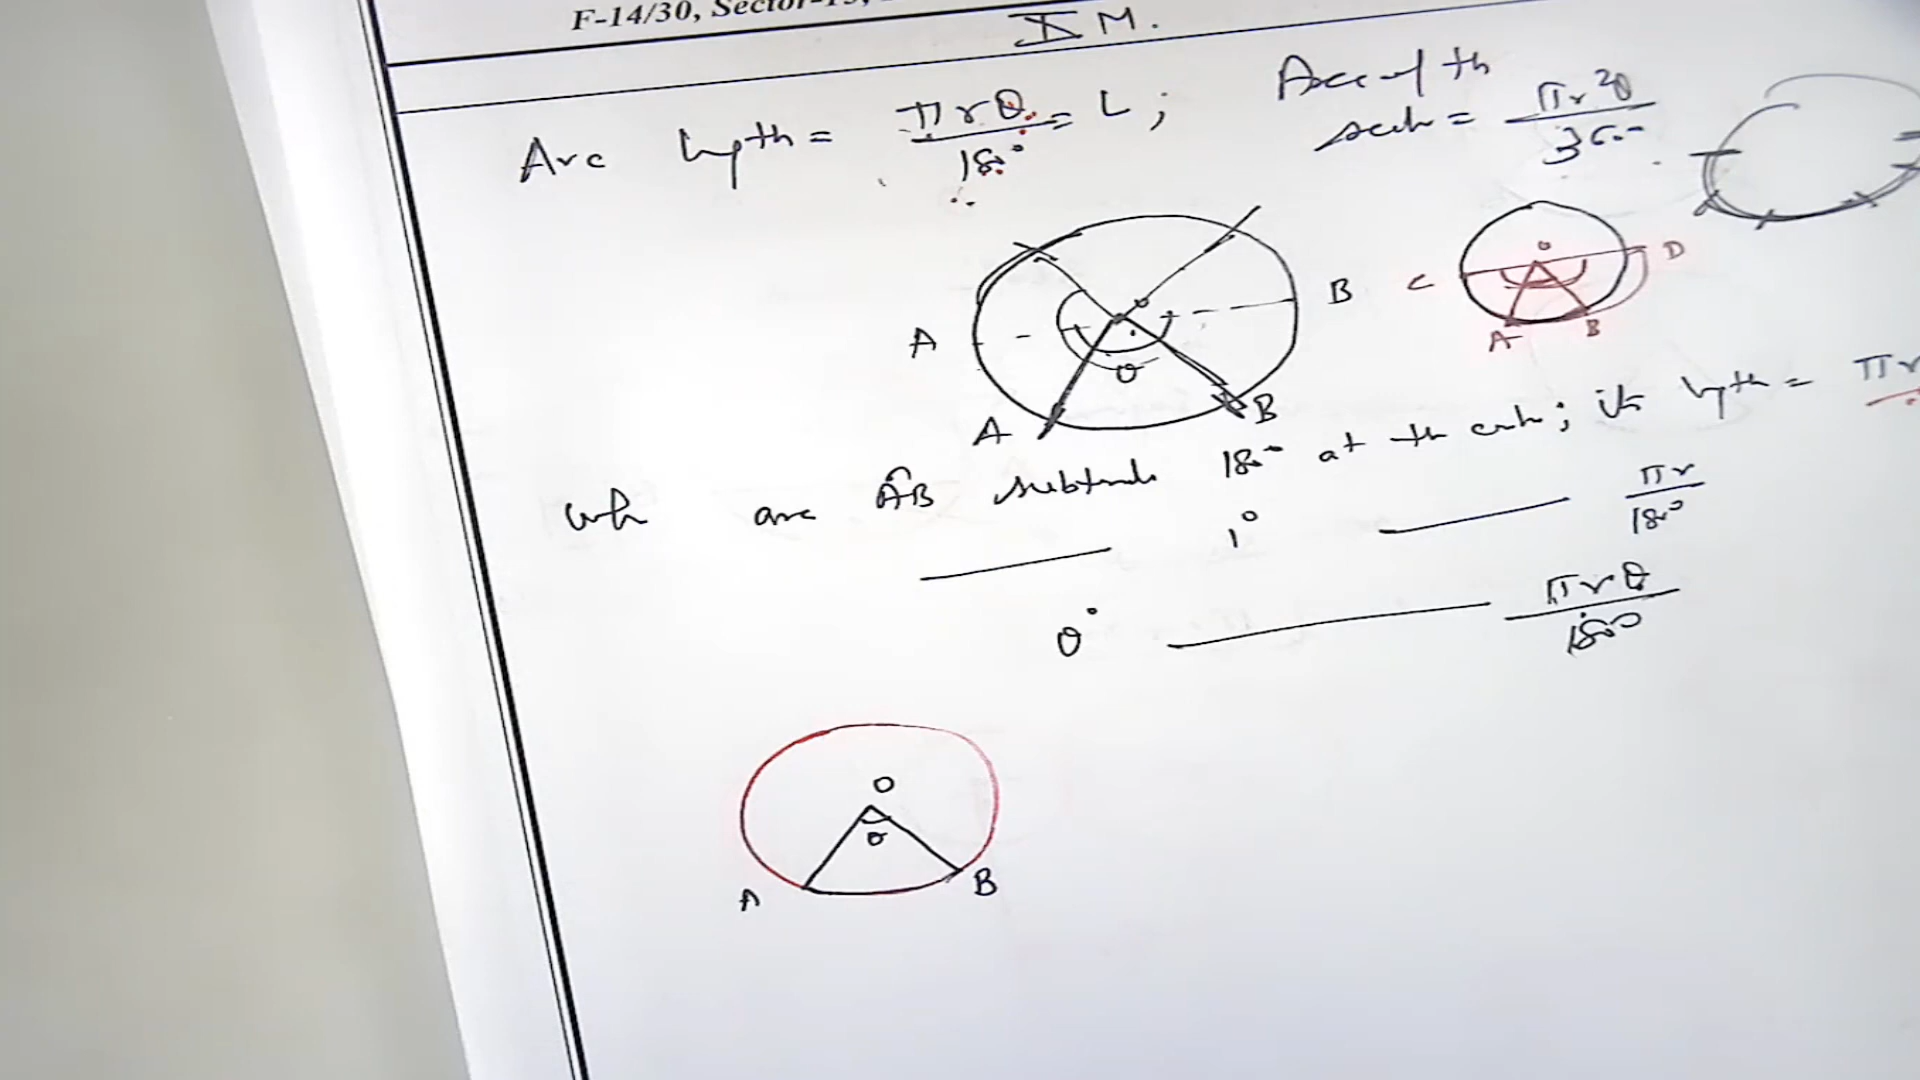 F-14/30, Sector-15,
X M.
Arc length = πrθ/180° = L ; Area of the
sector = πr²θ/360°
A B
O
θ
A B
C O D
A B
When arc AB subtends 180° at the centre; its length = πr
1° πr/180°
θ° πrθ/180°
O
θ
A B